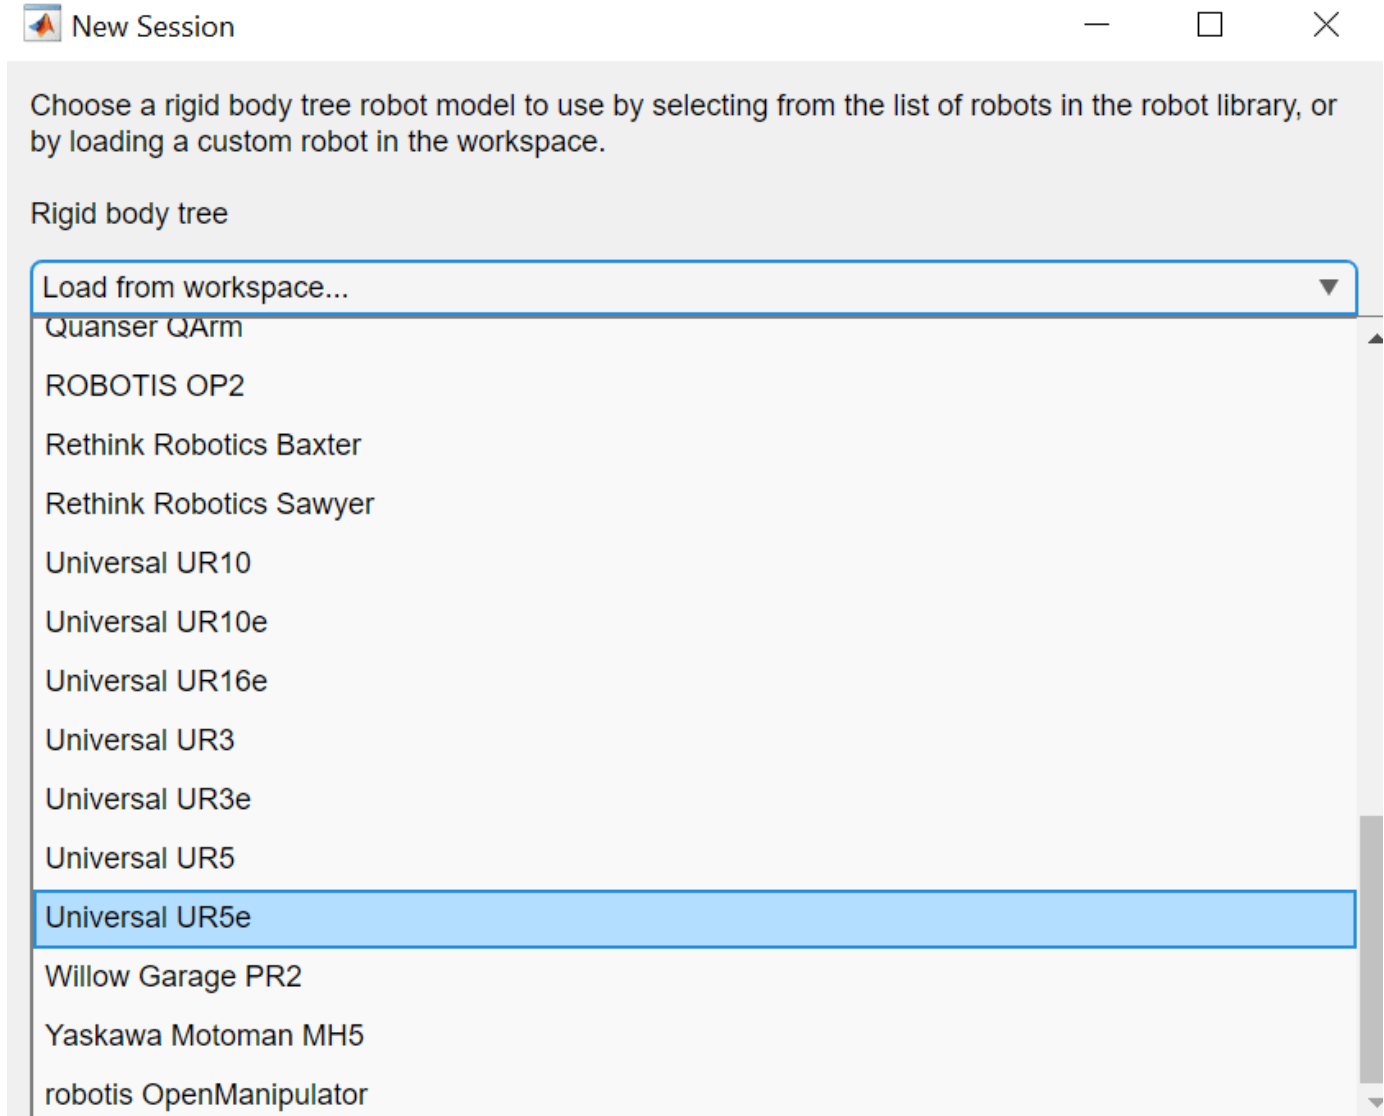 New Session
Choose a rigid body tree robot model to use by selecting from the list of robots in the robot library, or
by loading a custom robot in the workspace.
Rigid body tree
Load from workspace...
Quanser QArm
ROBOTIS OP2
Rethink Robotics Baxter
Rethink Robotics Sawyer
Universal UR10
Universal UR10e
Universal UR16e
Universal UR3
Universal UR3e
Universal UR5
Universal UR5e
Willow Garage PR2
Yaskawa Motoman MH5
robotis OpenManipulator